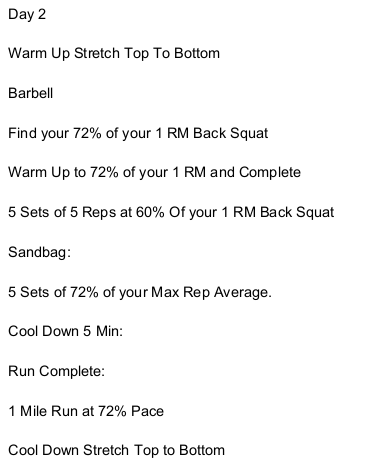 Day 2
Warm Up Stretch Top To Bottom
Barbell
Find your 72% of your 1 RM Back Squat
Warm Up to 72% of your 1 RM and Complete
5 Sets of 5 Reps at 60% Of your 1 RM Back Squat
Sandbag:
5 Sets of 72% of your Max Rep Average.
Cool Down 5 Min:
Run Complete:
1 Mile Run at 72% Pace
Cool Down Stretch Top to Bottom